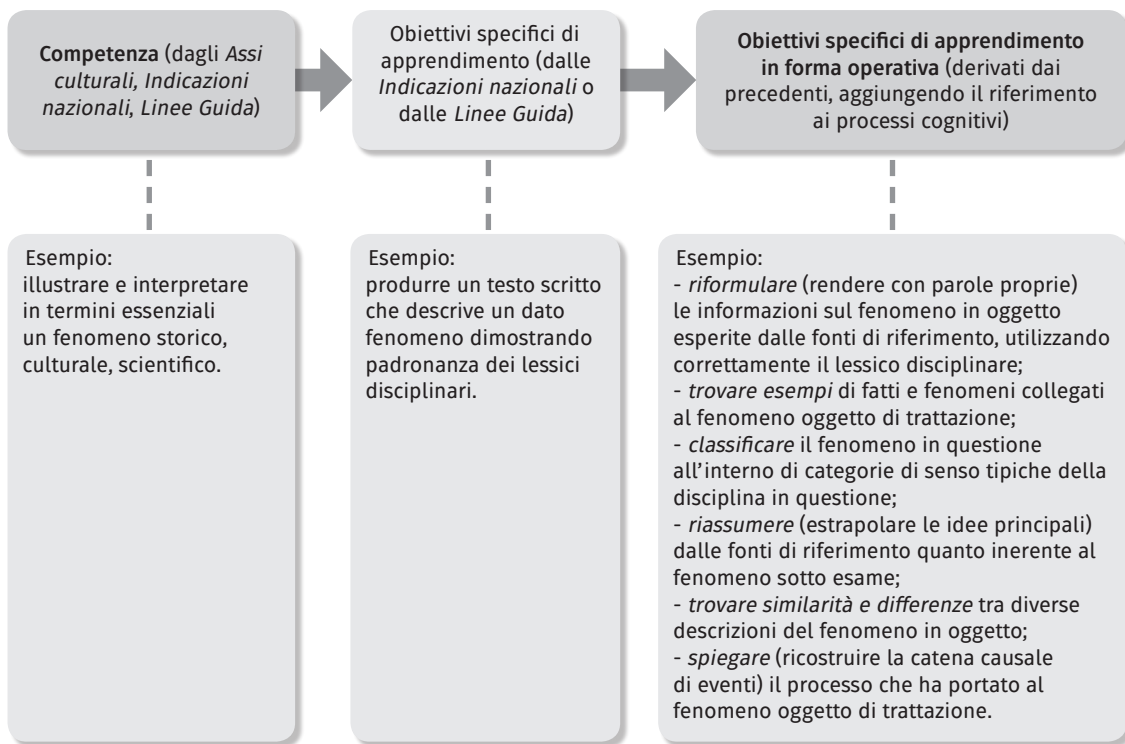 Competenza (dagli Assi
culturali, Indicazioni
nazionali, Linee Guida)
Obiettivi specifici di
apprendimento (dalle
Indicazioni nazionali o
dalle Linee Guida)
Obiettivi specifici di apprendimento
in forma operativa (derivati dai
precedenti, aggiungendo il riferimento
ai processi cognitivi)
Esempio:
illustrare e interpretare
in termini essenziali
un fenomeno storico,
culturale, scientifico.
Esempio:
produrre un testo scritto
che descrive un dato
fenomeno dimostrando
padronanza dei lessici
disciplinari.
Esempio:
- riformulare (rendere con parole proprie)
le informazioni sul fenomeno in oggetto
esperite dalle fonti di riferimento, utilizzando
correttamente il lessico disciplinare;
- trovare esempi di fatti e fenomeni collegati
al fenomeno oggetto di trattazione;
- classificare il fenomeno in questione
all'interno di categorie di senso tipiche della
disciplina in questione;
- riassumere (estrapolare le idee principali)
dalle fonti di riferimento quanto inerente al
fenomeno sotto esame;
- trovare similarità e differenze tra diverse
descrizioni del fenomeno in oggetto;
- spiegare (ricostruire la catena causale
di eventi) il processo che ha portato al
fenomeno oggetto di trattazione.